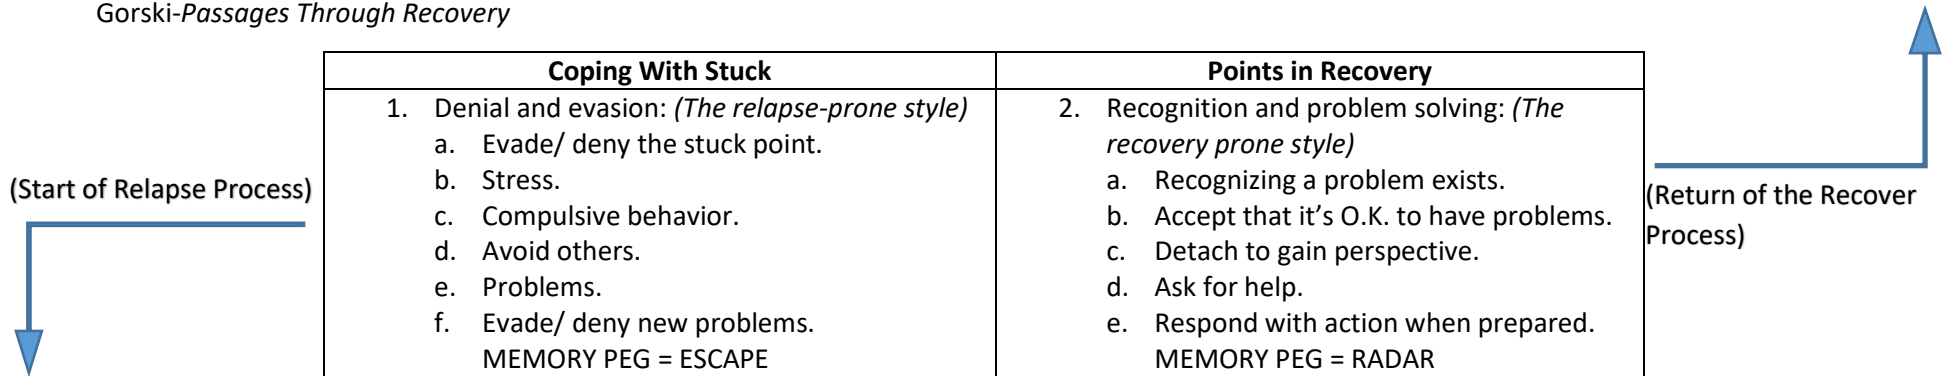 Gorski-Passages Through Recovery
Coping With Stuck
Points in Recovery
1. Denial and evasion: (The relapse-prone style)
a. Evade/ deny the stuck point.
b. Stress.
c. Compulsive behavior.
d. Avoid others.
e. Problems.
f. Evade/ deny new problems.
MEMORY PEG = ESCAPE
2. Recognition and problem solving: (The
recovery prone style)
a. Recognizing a problem exists.
b. Accept that it’s O.K. to have problems.
c. Detach to gain perspective.
d. Ask for help.
e. Respond with action when prepared.
MEMORY PEG = RADAR
(Start of Relapse Process)
(Return of the Recover
Process)